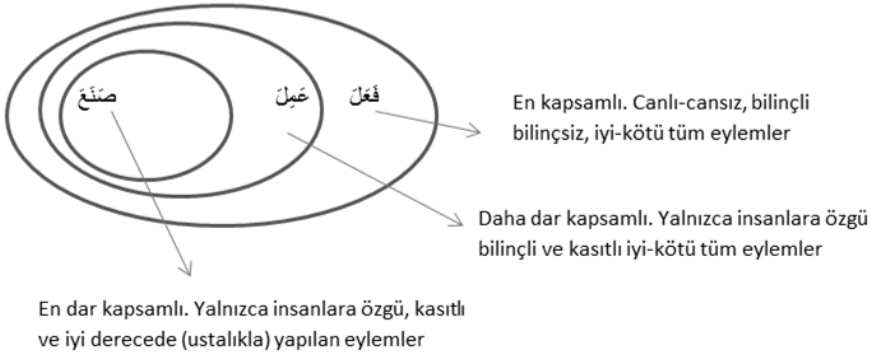 صَنَعَ عَمِلَ فَعَلَ
En kapsamlı. Canlı-cansız, bilinçli
bilinçsiz, iyi-kötü tüm eylemler
Daha dar kapsamlı. Yalnızca insanlara özgü
bilinçli ve kasıtlı iyi-kötü tüm eylemler
En dar kapsamlı. Yalnızca insanlara özgü, kasıtlı
ve iyi derecede (ustalıkla) yapılan eylemler